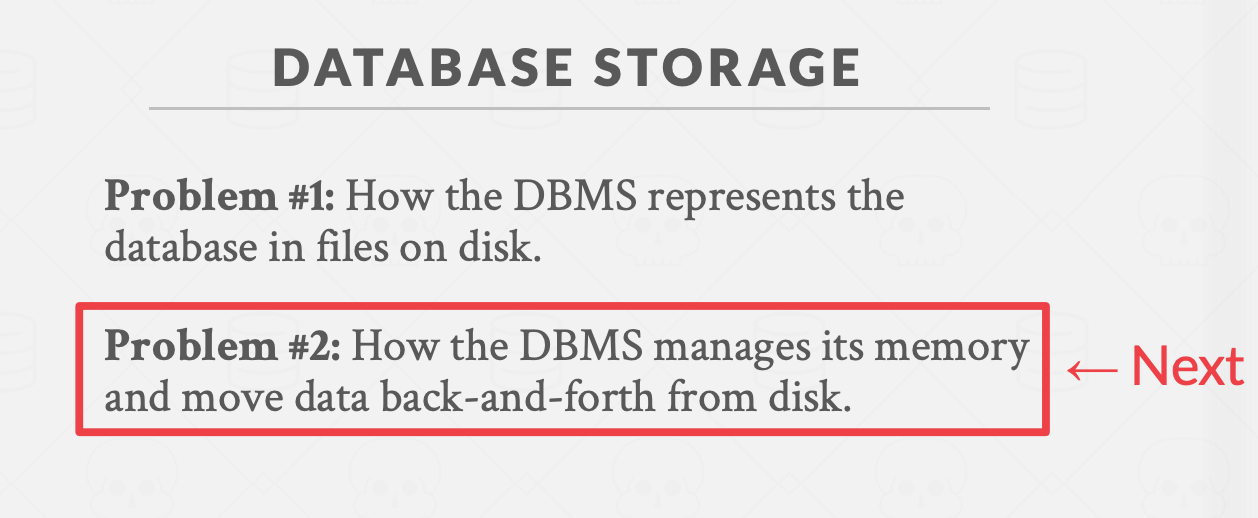 DATABASE STORAGE
Problem #1: How the DBMS represents the
database in files on disk.
Problem #2: How the DBMS manages its memory
and move data back-and-forth from disk.
← Next